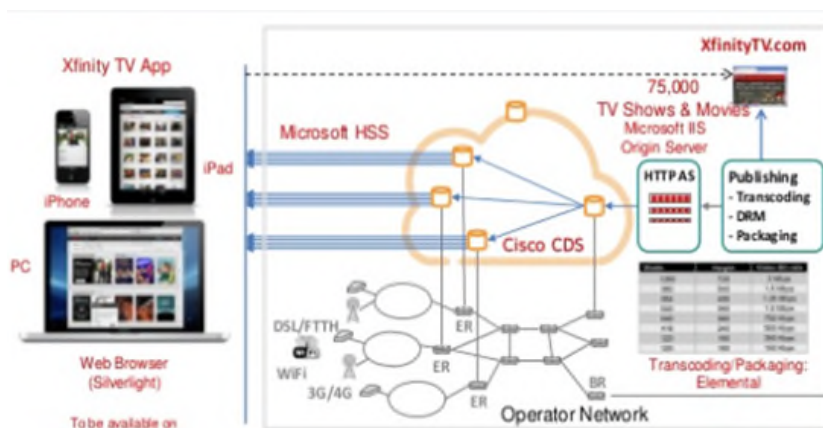 XfinityTV.com
Xfinity TV App
75,000
TV Shows & Movies
Microsoft IIS
Origin Server
Microsoft HSS
iPad
iPhone
HTTP AS
Publishing
- Transcoding
- DRM
- Packaging
Cisco CDS
PC
DSL/FTTH
WiFi
3G/4G
ER
ER
ER
BR
Web Browser
(Silverlight)
Transcoding/Packaging:
Elemental
Operator Network
To be available on